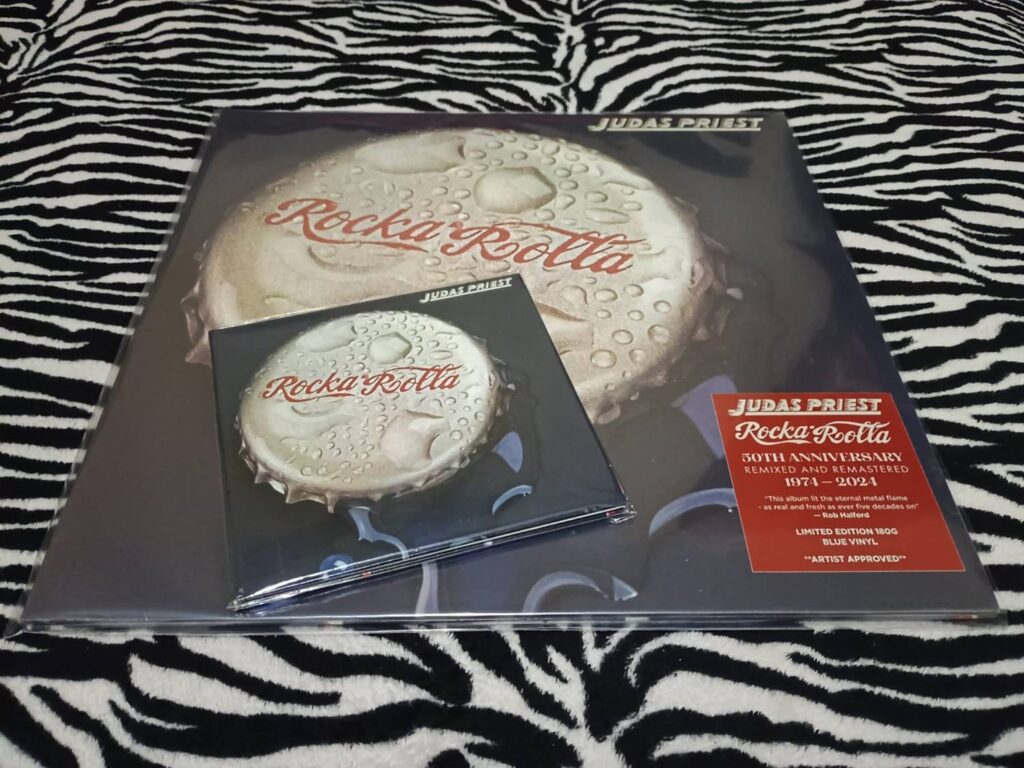 JUDAS PRIEST
Rocka Rolla
JUDAS PRIEST
Rocka Rolla
JUDAS PRIEST
Rocka Rolla
50TH ANNIVERSARY
REMIXED AND REMASTERED
1974 – 2024
"This album fit the eternal metal flame
- as real and fresh as ever five decades on"
— Rob Halford
LIMITED EDITION 180G
BLUE VINYL
**ARTIST APPROVED**